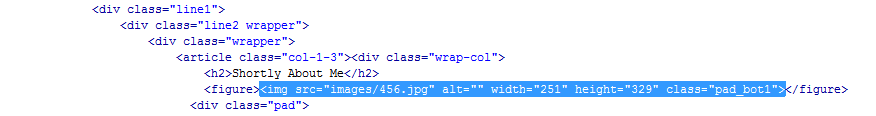 <div class="line1">
<div class="line2 wrapper">
<div class="wrapper">
<article class="col-1-3"><div class="wrap-col">
<h2>Shortly About Me</h2>
<figure><img src="images/456.jpg" alt="" width="251" height="329" class="pad_bot1"></figure>
<div class="pad">